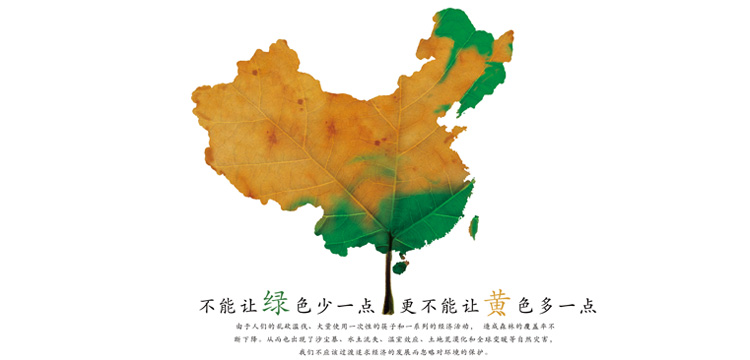 不能让绿色少一点 更不能让黄色多一点
由于人们的乱砍滥伐，大量使用一次性的筷子和一系列的经济活动， 造成森林的覆盖率不
断下降。从而也出现了沙尘暴、水土流失、温室效应、土地荒漠化和全球变暖等自然灾害，
我们不应该过渡追求经济的发展而忽略对环境的保护。